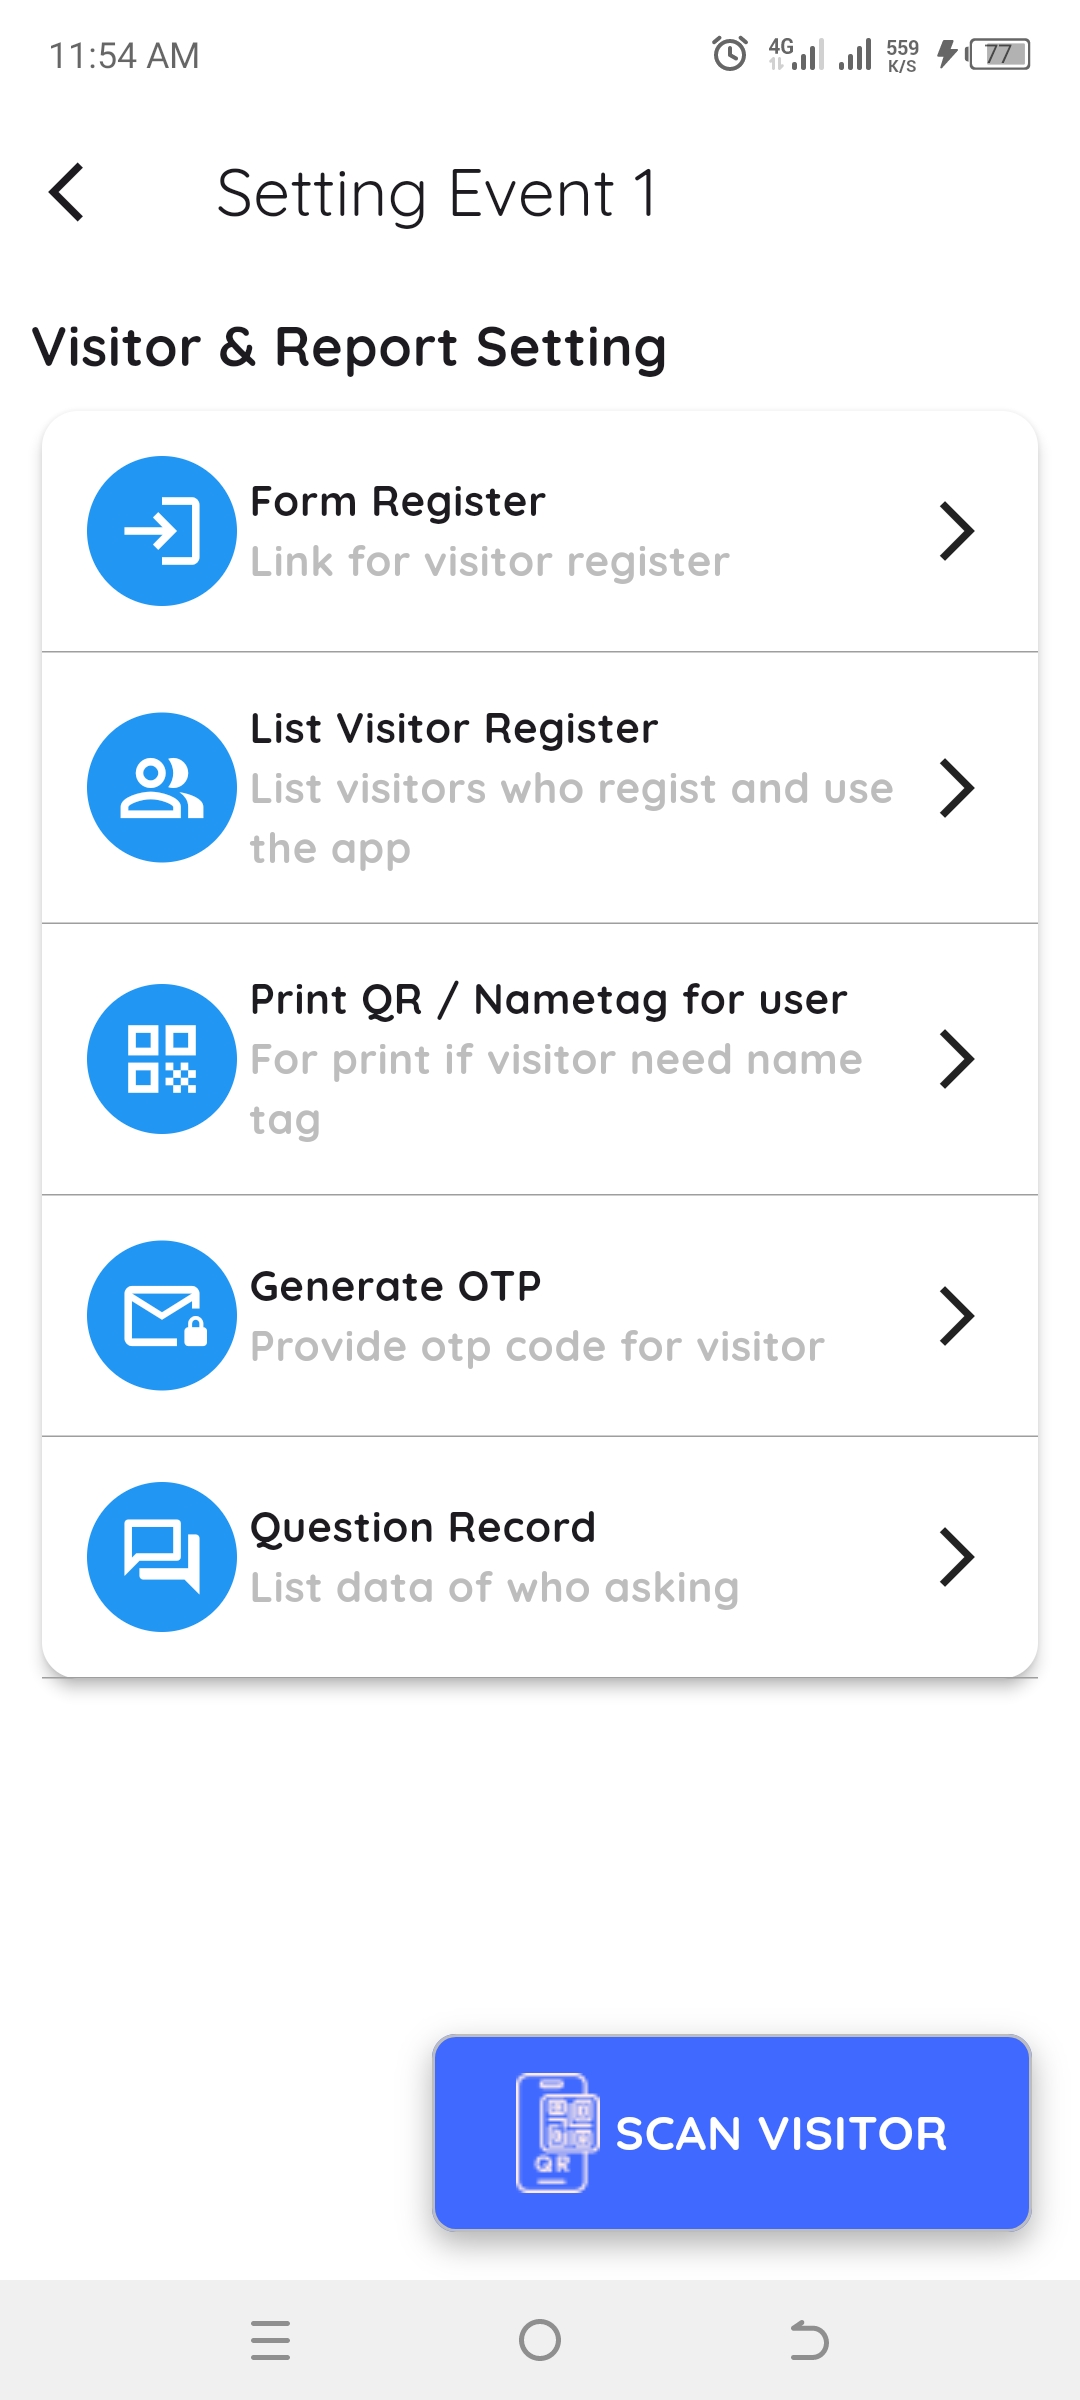 11:54 AM
4G
559
K/S
77
Setting Event 1
Visitor & Report Setting
Form Register
Link for visitor register
List Visitor Register
List visitors who regist and use
the app
Print QR / Nametag for user
For print if visitor need name
tag
Generate OTP
Provide otp code for visitor
Question Record
List data of who asking
QR
SCAN VISITOR